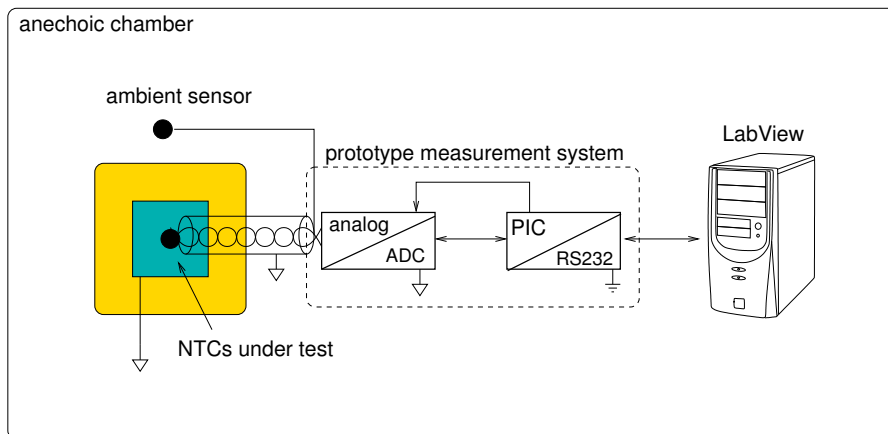 anechoic chamber
ambient sensor
LabView
prototype measurement system
analog
ADC
PIC
RS232
NTCs under test